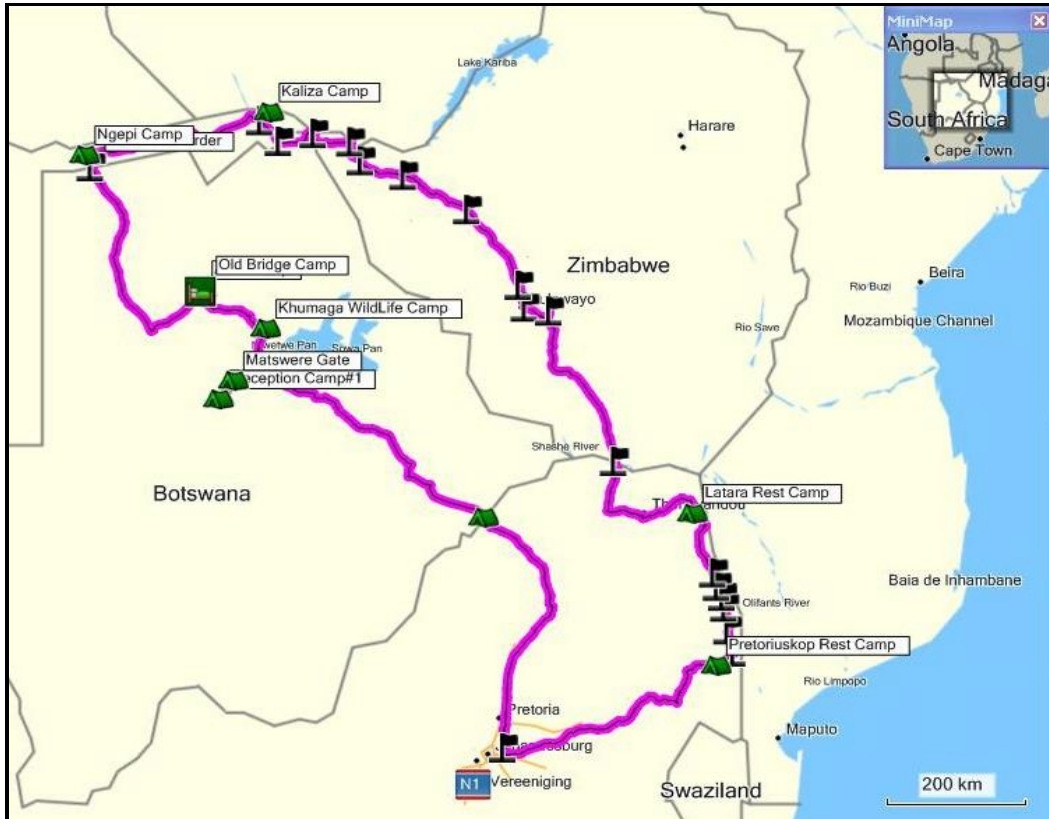 MiniMap
Angola
Madaga
South Africa
Cape Town
Lake Kariba
Kaliza Camp
Harare
Ngepi Camp
rder
Zimbabwe
Old Bridge Camp
Beira
Rio Buzi
Khumaga WildLife Camp
Mozambique Channel
Rio Save
Sowa Pan
Matswere Gate
eception Camp#1
Shashe River
Botswana
Latara Rest Camp
Baia de Inhambane
Olifants River
Pretoriuskop Rest Camp
Rio Limpopo
Pretoria
Maputo
N1
Vereeniging
Swaziland
200 km